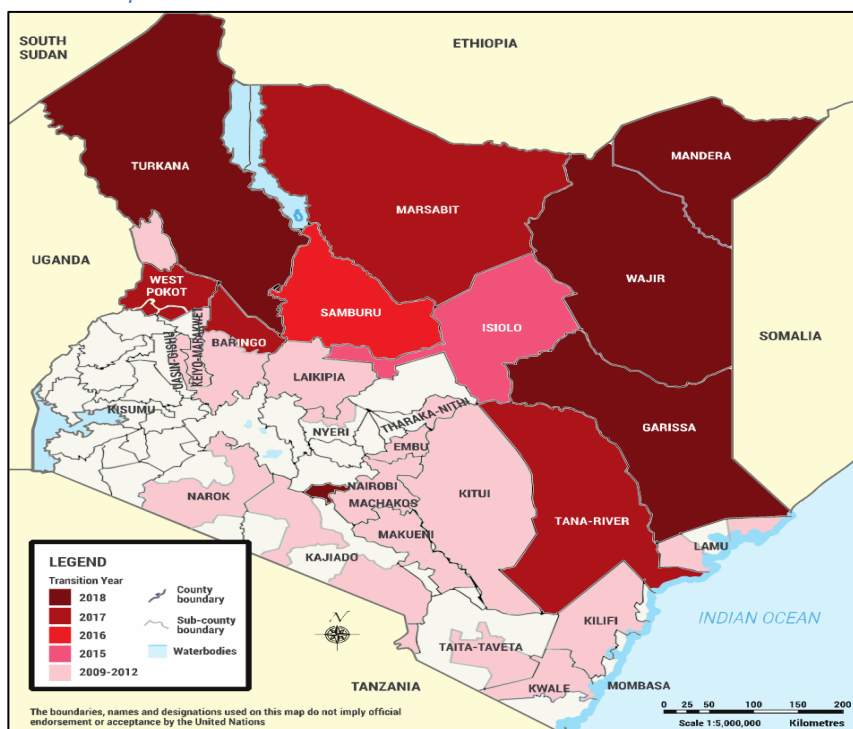 SOUTH
SUDAN
ETHIOPIA
MANDERA
TURKANA
MARSABIT
UGANDA
WEST
POKOT
WAJIR
SAMBURU
ISIOLO
SOMALIA
UASIN-GISHU
KEIYO-MARAKWET
BARINGO
LAIKIPIA
KISUMU
THARAKA-NITHI
NYERI
GARISSA
EMBU
NAIROBI
KITUI
NAROK
MACHAKOS
TANA-RIVER
MAKUENI
LAMU
KAJIADO
LEGEND
Transition Year
2018
2017
2016
2015
2009-2012
County
boundary
Sub-county
boundary
Waterbodies
N
KILIFI
INDIAN OCEAN
TAITA-TAVETA
KWALE
MOMBASA
TANZANIA
The boundaries, names and designations used on this map do not imply official
endorsement or acceptance by the United Nations
0 25 50 100 150 200
Scale 1:5,000,000 Kilometres